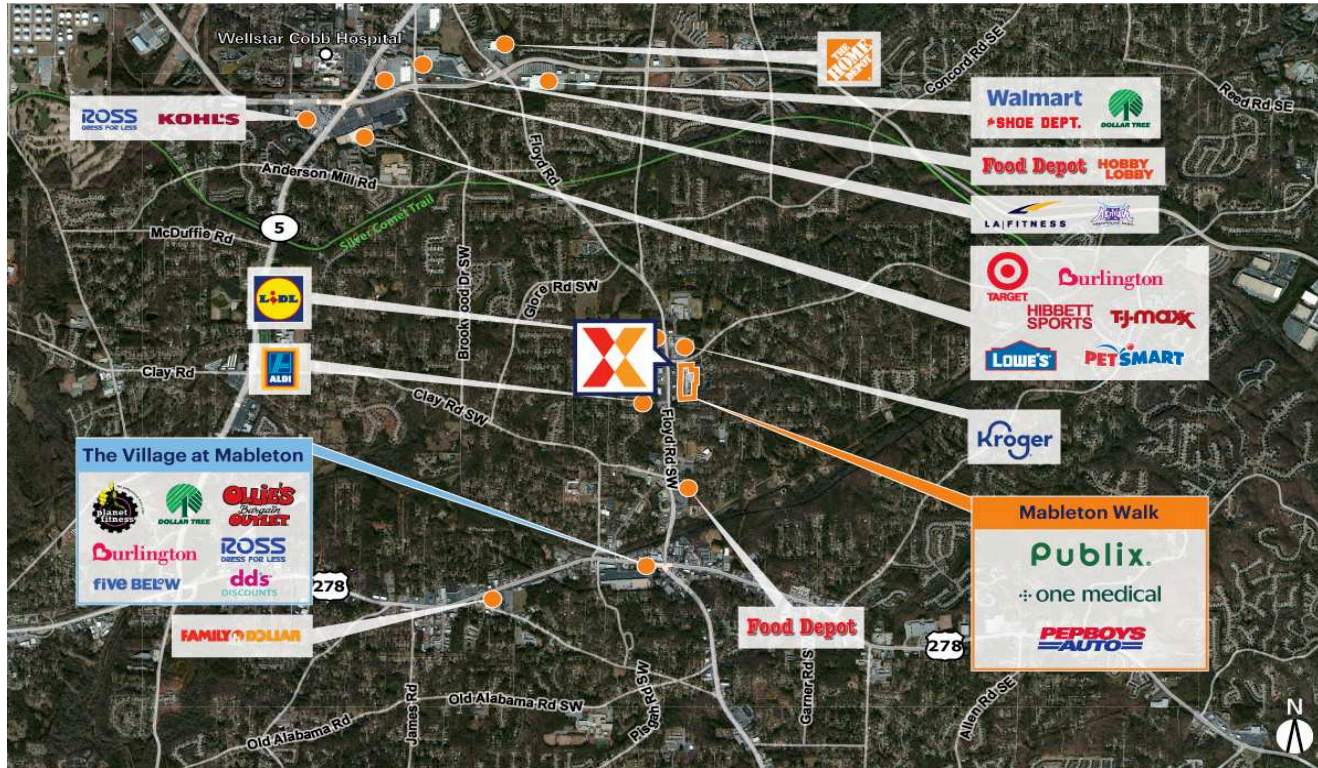 Wellstar Cobb Hospital
THE
HOME
DEPOT
Concord Rd SE
Reed Rd SE
ROSS
DRESS FOR LESS
KOHL'S
Walmart
SHOE DEPT.
DOLLAR TREE
Floyd Rd
Anderson Mill Rd
Food Depot
HOBBY
LOBBY
LA|FITNESS
5
Silver Comet Trail
McDuffie Rd
TARGET
Burlington
HIBBETT
SPORTS
T·J·maxx
LOWE'S
PETSMART
LiDL
Brookwood Dr SW
Glore Rd SW
Clay Rd
ALDI
Clay Rd SW
Floyd Rd SW
Kroger
The Village at Mableton
planet
fitness
DOLLAR TREE
OLLIE'S
Bargain
OUTLET
Burlington
ROSS
DRESS FOR LESS
five BEL°W
dd's
DISCOUNTS
278
Mableton Walk
Publix.
one medical
PEPBOYS
AUTO
FAMILY DOLLAR
Food Depot
278
James Rd
Old Alabama Rd SW
Old Alabama Rd
Pisgah Rd SW
Garner Rd S
Allen Rd SE
N